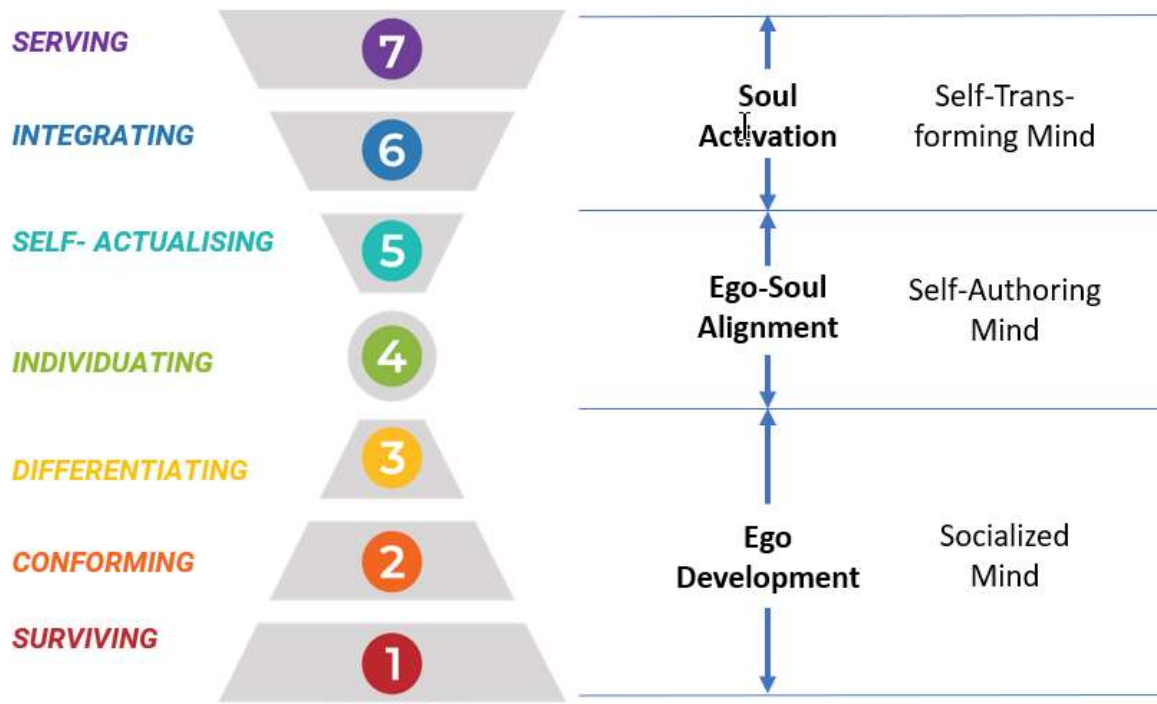 SERVING
7
Soul
Activation
Self-Trans-
forming Mind
INTEGRATING
6
SELF- ACTUALISING
5
Ego-Soul
Alignment
Self-Authoring
Mind
INDIVIDUATING
4
DIFFERENTIATING
3
CONFORMING
2
Ego
Development
Socialized
Mind
SURVIVING
1